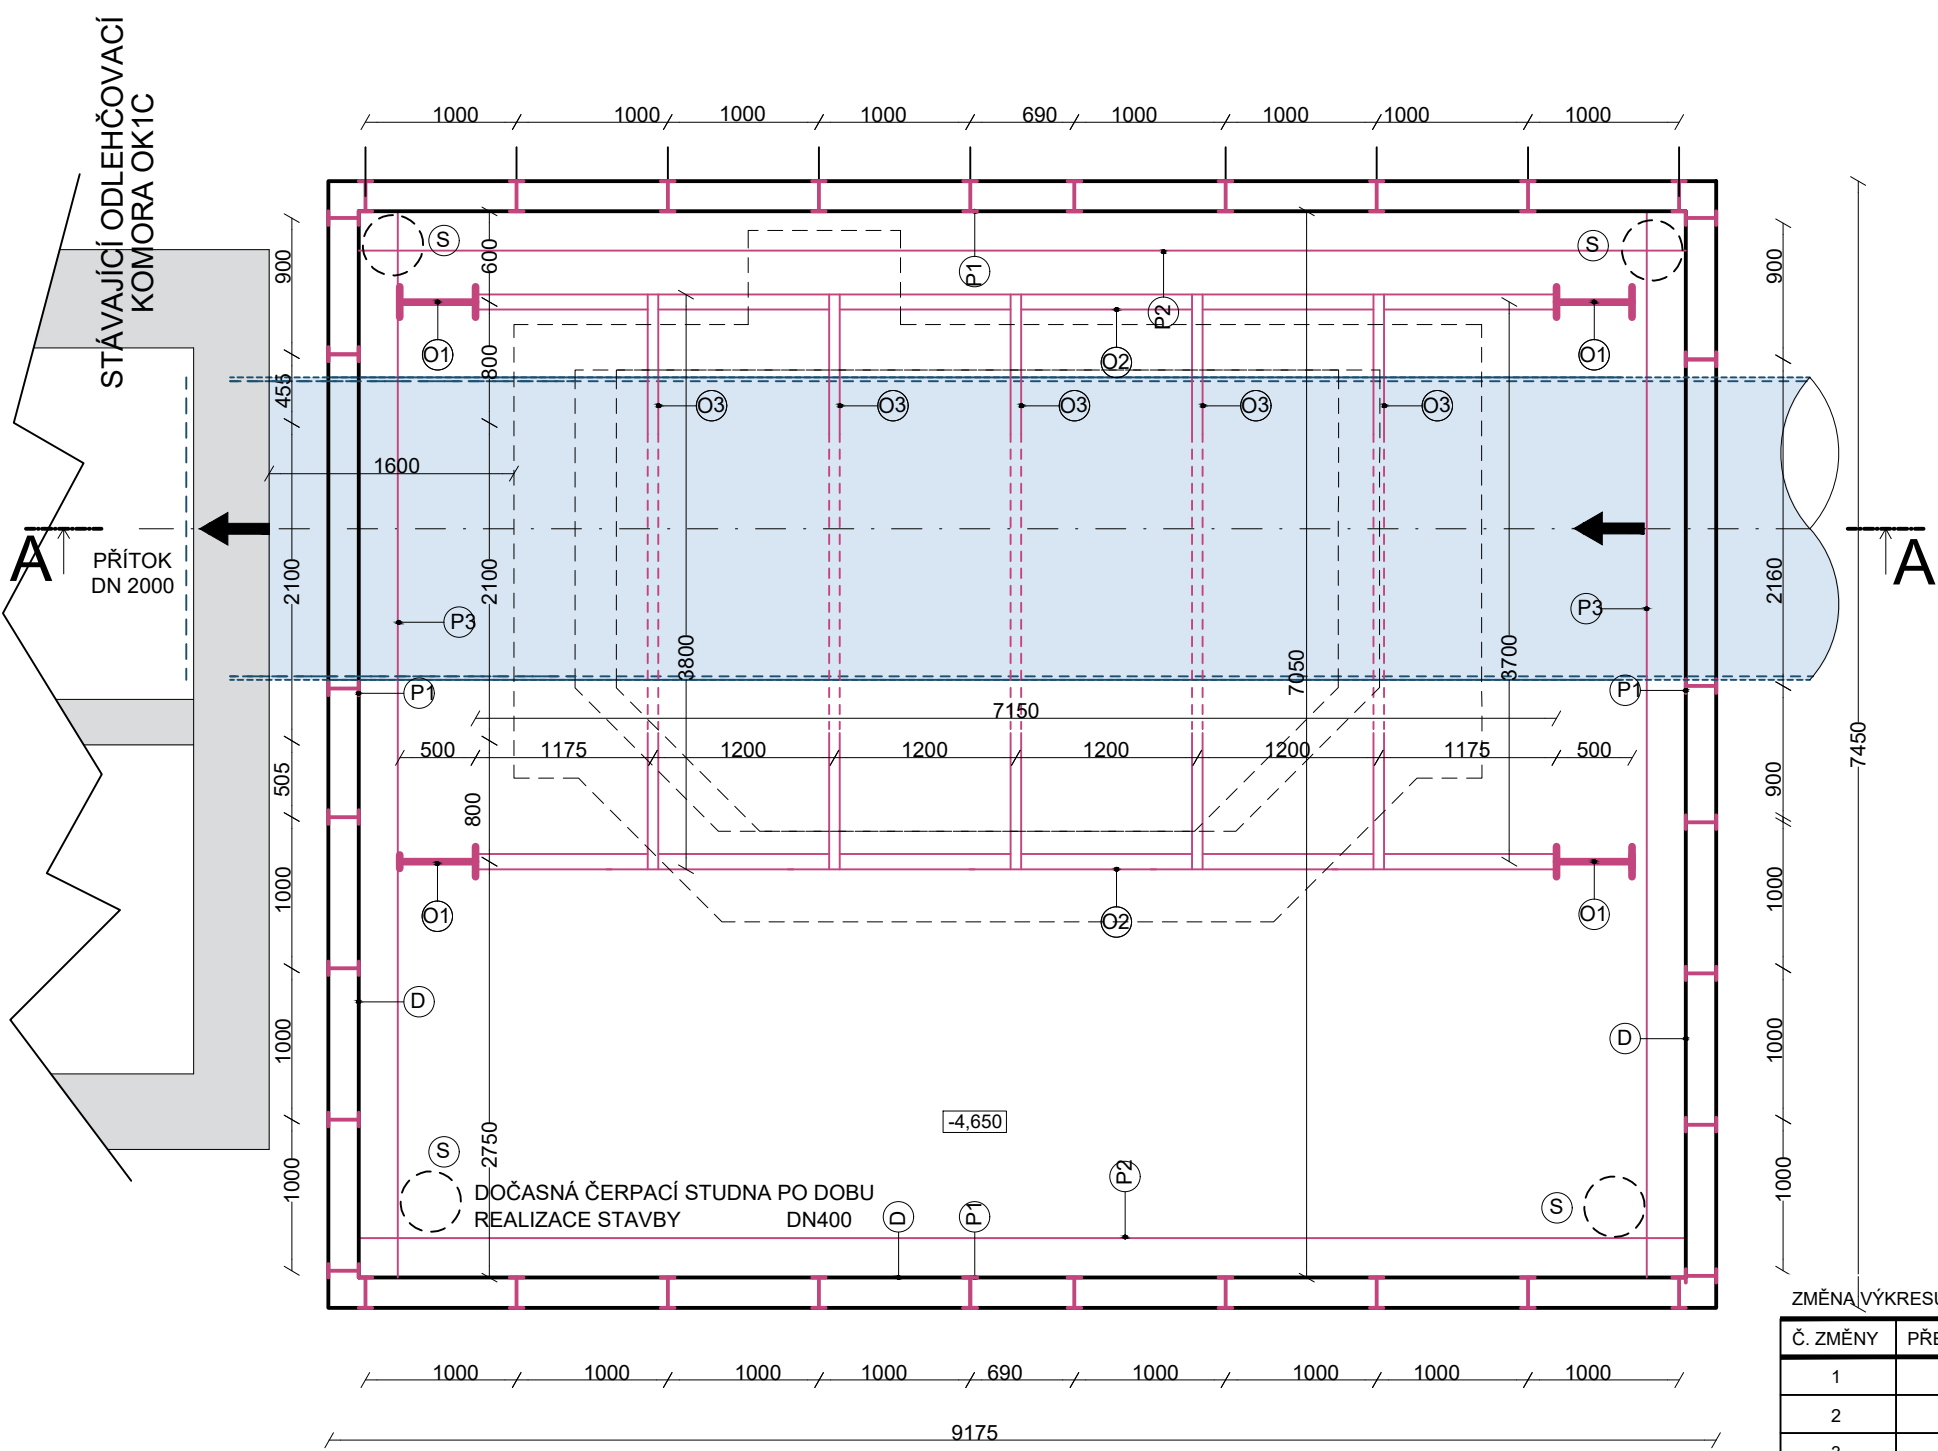 STÁVAJÍCÍ ODLEHČOVACÍ
KOMORA OK1C
1000 1000 1000 1000 690 1000 1000 1000 1000
S S
900 600 P1 P2 900
O1 O2 O1
455 800
O3 O3 O3 O3 O3
1600
A A
PŘÍTOK
DN 2000
2100 2100 2160
P3 P3
3800 7050 3700
P1 P1
7150
7450
500 1175 1200 1200 1200 1200 1175 500
505 800 900
O1 O2 O1
1000 1000
D D
1000 1000
-4,650
S 2750 P2
1000 1000
DOČASNÁ ČERPACÍ STUDNA PO DOBU
REALIZACE STAVBY DN400
D P1 S
1000 1000 1000 1000 690 1000 1000 1000 1000
9175
ZMĚNA VÝKRESU
Č. ZMĚNY PŘE
1
2
3